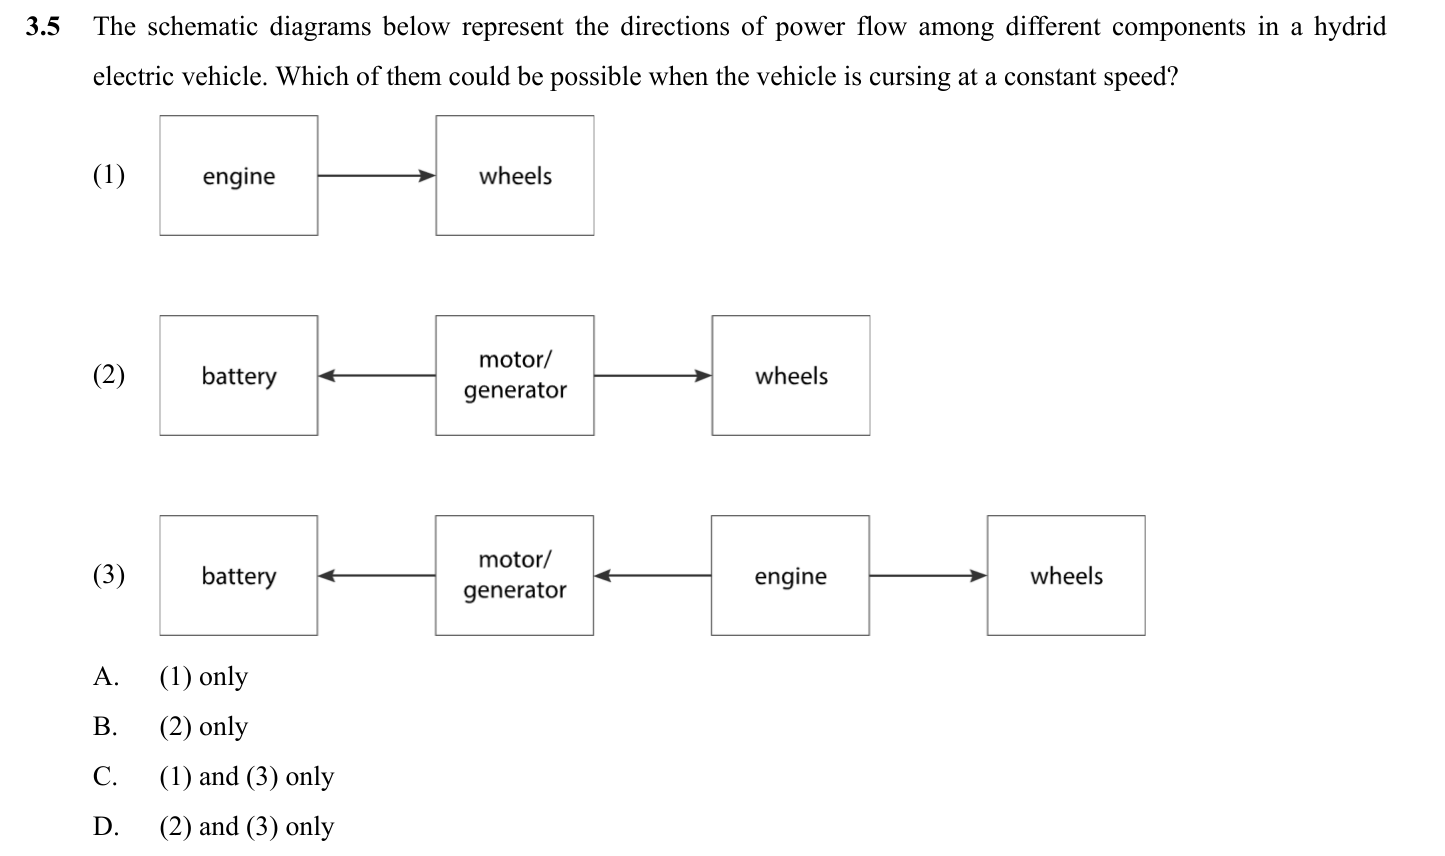 3.5 The schematic diagrams below represent the directions of power flow among different components in a hydrid
electric vehicle. Which of them could be possible when the vehicle is cursing at a constant speed?
(1) engine wheels
(2) battery motor/ generator wheels
(3) battery motor/ generator engine wheels
A. (1) only
B. (2) only
C. (1) and (3) only
D. (2) and (3) only